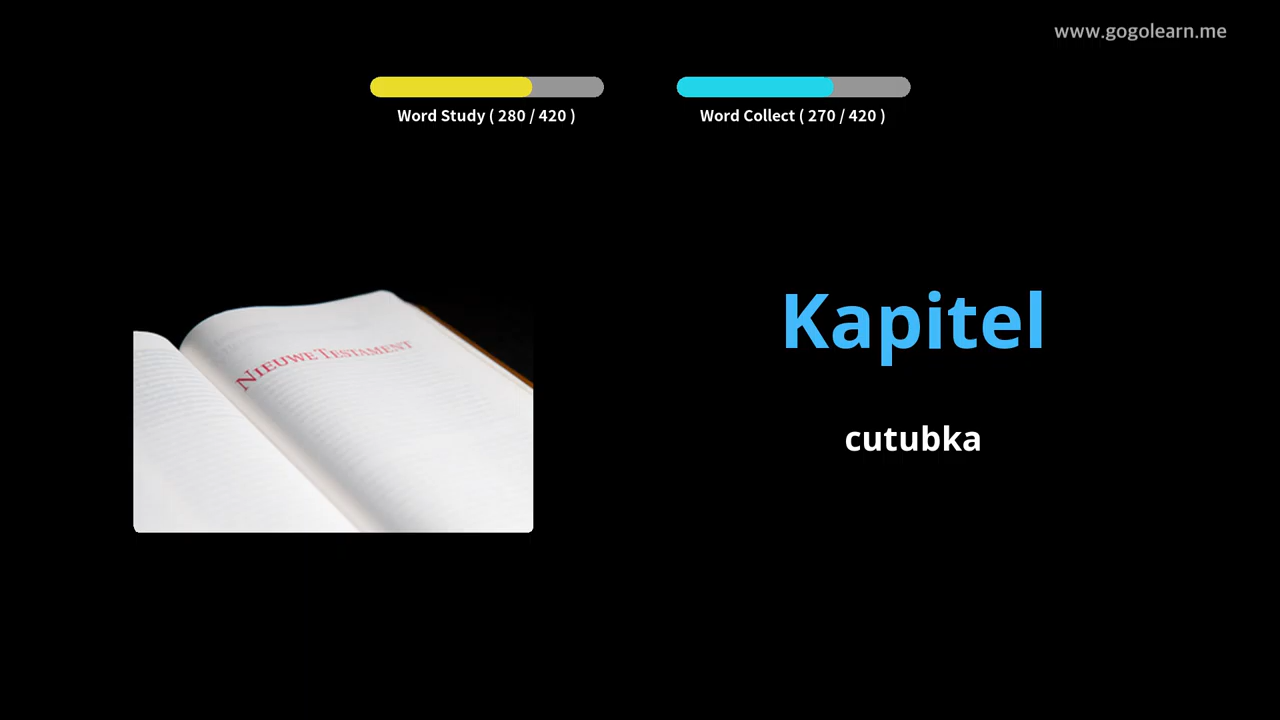 www.gogolearn.me
Word Study ( 280 / 420 )
Word Collect ( 270 / 420 )
Kapitel
cutubka
NIEUWE TESTAMENT